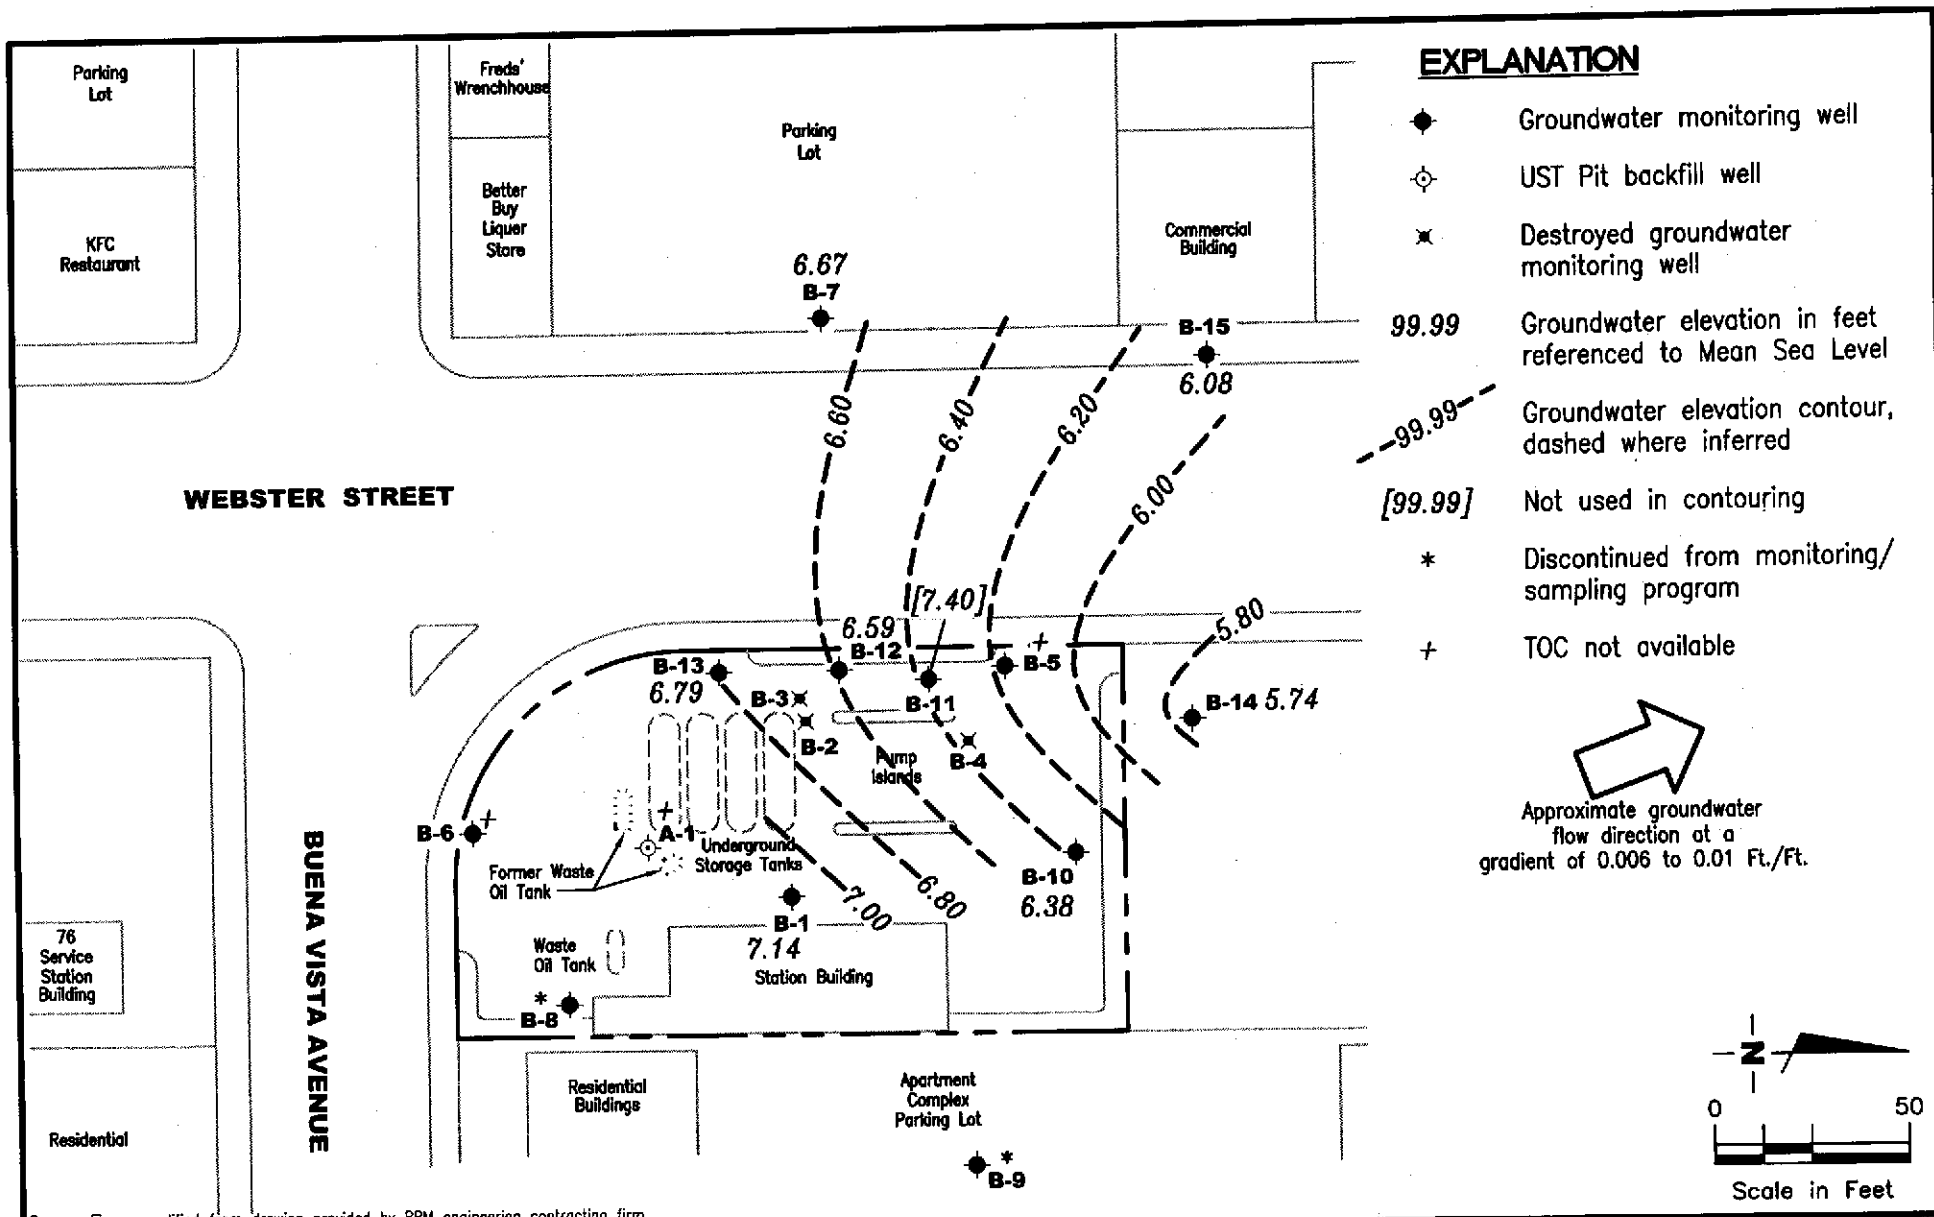 Parking
Lot
KFC
Restaurant
Freds'
Wrenchhouse
Better
Buy
Liquer
Store
Parking
Lot
Commercial
Building
6.67
B-7
B-15
6.08
6.60
6.40
6.20
6.00
5.80
WEBSTER STREET
BUENA VISTA AVENUE
[7.40]
6.59
B-12
B-13
6.79
B-3
B-2
B-11
B-5
+
B-14 5.74
B-4
Pump
Islands
B-6
+
+
A-1
Underground
Storage Tanks
Former Waste
Oil Tank
B-10
6.38
6.80
7.00
B-1
7.14
Station Building
Waste
Oil Tank
*
B-8
76
Service
Station
Building
Residential
Residential
Buildings
Apartment
Complex
Parking Lot
*
B-9
EXPLANATION
Groundwater monitoring well
UST Pit backfill well
Destroyed groundwater
monitoring well
99.99 Groundwater elevation in feet
referenced to Mean Sea Level
99.99 Groundwater elevation contour,
dashed where inferred
[99.99] Not used in contouring
* Discontinued from monitoring/
sampling program
+ TOC not available
Approximate groundwater
flow direction at a
gradient of 0.006 to 0.01 Ft./Ft.
N
0 50
Scale in Feet
drawing provided by RRM engineering contracting firm